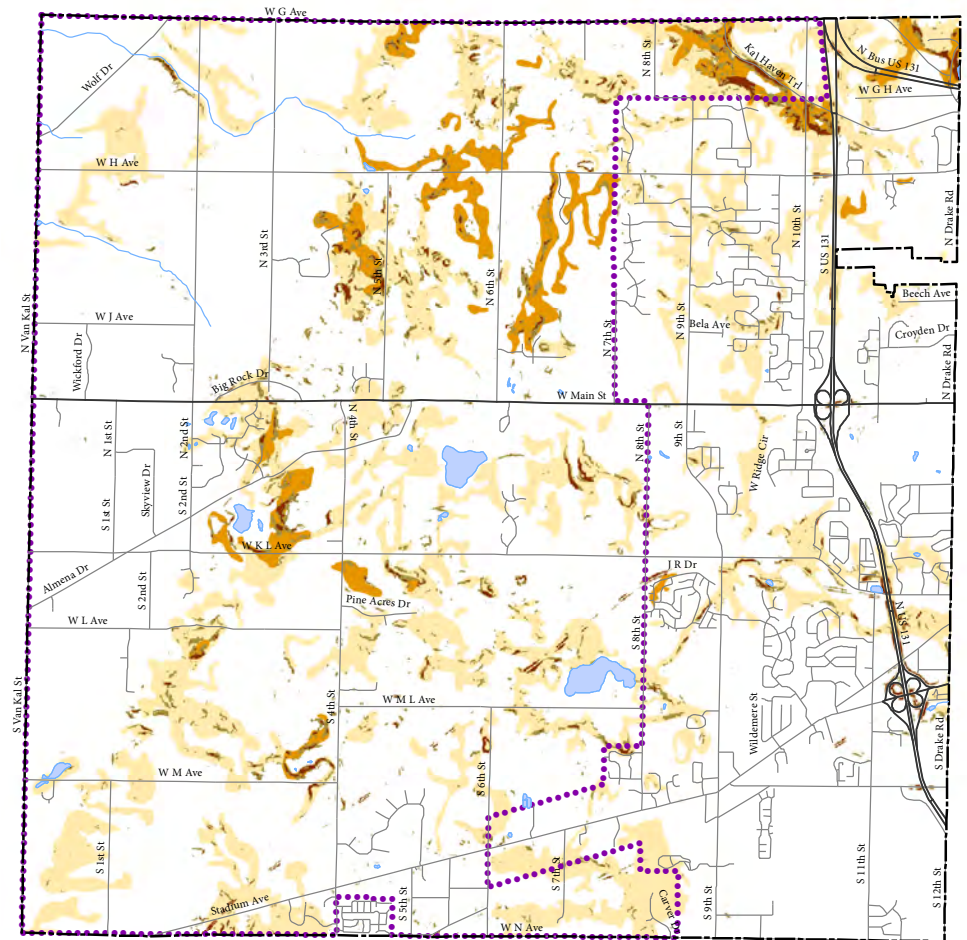 W G Ave
Wolf Dr
N 8th St
Kal Haven Trl
N Bus US 131
W G H Ave
W H Ave
N 3rd St
N 5th St
N 6th St
N 10th St
S US 131
N Drake Rd
N Van Kal St
W J Ave
Wickford Dr
N 7th St
N 9th St
Bela Ave
Beech Ave
Croyden Dr
N Drake Rd
Big Rock Dr
W Main St
N 1st St
N 2nd St
N 4th St
N 8th St
9th St
W Ridge Cir
Skyview Dr
S 1st St
S 2nd St
W K L Ave
Almena Dr
S 2nd St
Pine Acres Dr
J R Dr
N US 131
W L Ave
S 8th St
S Van Kal St
S 4th St
W M L Ave
Wildemere St
S Drake Rd
W M Ave
S 6th St
S 1st St
S 7th St
S 11th St
S 12th St
Stadium Ave
S 5th St
Carver
S 9th St
W N Ave